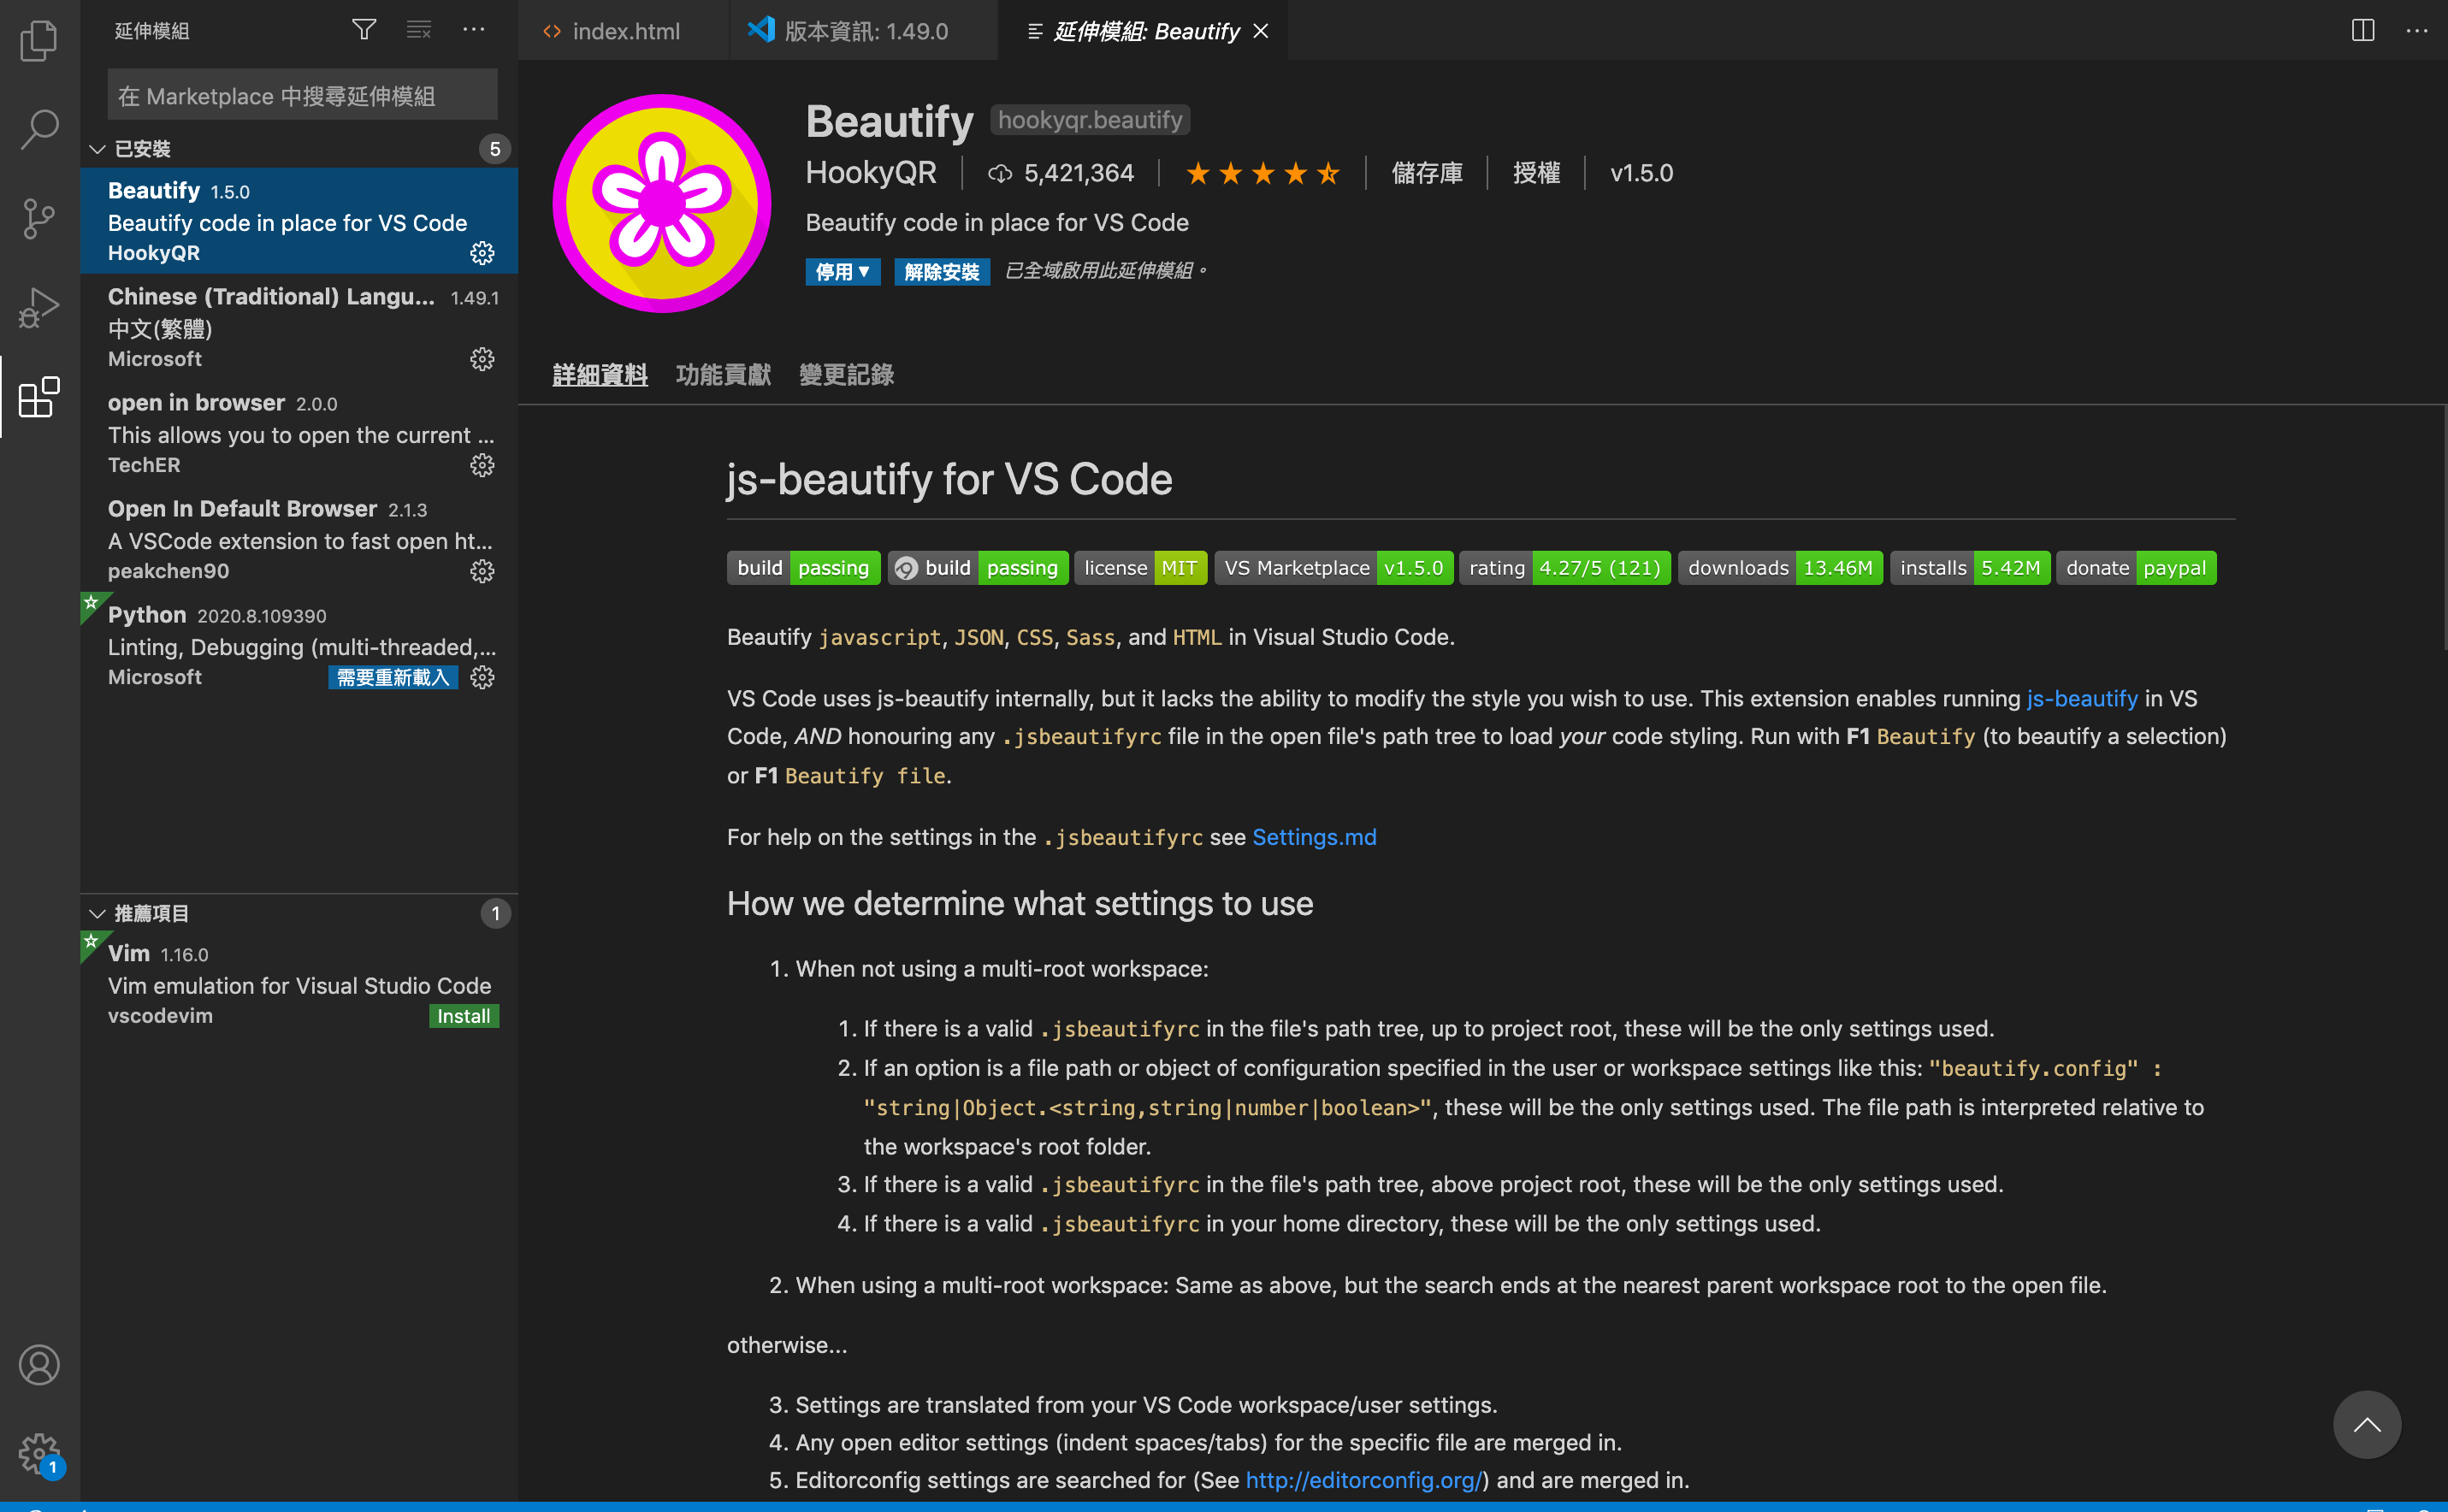 延伸模組
在 Marketplace 中搜尋延伸模組
已安裝 5
Beautify 1.5.0
Beautify code in place for VS Code
HookyQR
Chinese (Traditional) Langu... 1.49.1
中文(繁體)
Microsoft
open in browser 2.0.0
This allows you to open the current ...
TechER
Open In Default Browser 2.1.3
A VSCode extension to fast open ht...
peakchen90
Python 2020.8.109390
Linting, Debugging (multi-threaded,...
Microsoft 需要重新載入
推薦項目 1
Vim 1.16.0
Vim emulation for Visual Studio Code
vscodevim Install
1
index.html 版本資訊: 1.49.0 延伸模組: Beautify
Beautify hookyqr.beautify
HookyQR 5,421,364 儲存庫 授權 v1.5.0
Beautify code in place for VS Code
停用▼ 解除安裝 已全域啟用此延伸模組。
詳細資料 功能貢獻 變更記錄
js-beautify for VS Code
build passing build passing license MIT VS Marketplace v1.5.0 rating 4.27/5 (121) downloads 13.46M installs 5.42M donate paypal
Beautify javascript, JSON, CSS, Sass, and HTML in Visual Studio Code.
VS Code uses js-beautify internally, but it lacks the ability to modify the style you wish to use. This extension enables running js-beautify in VS
Code, AND honouring any .jsbeautifyrc file in the open file's path tree to load your code styling. Run with F1 Beautify (to beautify a selection)
or F1 Beautify file.
For help on the settings in the .jsbeautifyrc see Settings.md
How we determine what settings to use
1. When not using a multi-root workspace:
1. If there is a valid .jsbeautifyrc in the file's path tree, up to project root, these will be the only settings used.
2. If an option is a file path or object of configuration specified in the user or workspace settings like this: "beautify.config" :
"string|Object.<string,string|number|boolean>", these will be the only settings used. The file path is interpreted relative to
the workspace's root folder.
3. If there is a valid .jsbeautifyrc in the file's path tree, above project root, these will be the only settings used.
4. If there is a valid .jsbeautifyrc in your home directory, these will be the only settings used.
2. When using a multi-root workspace: Same as above, but the search ends at the nearest parent workspace root to the open file.
otherwise...
3. Settings are translated from your VS Code workspace/user settings.
4. Any open editor settings (indent spaces/tabs) for the specific file are merged in.
5. Editorconfig settings are searched for (See http://editorconfig.org/) and are merged in.